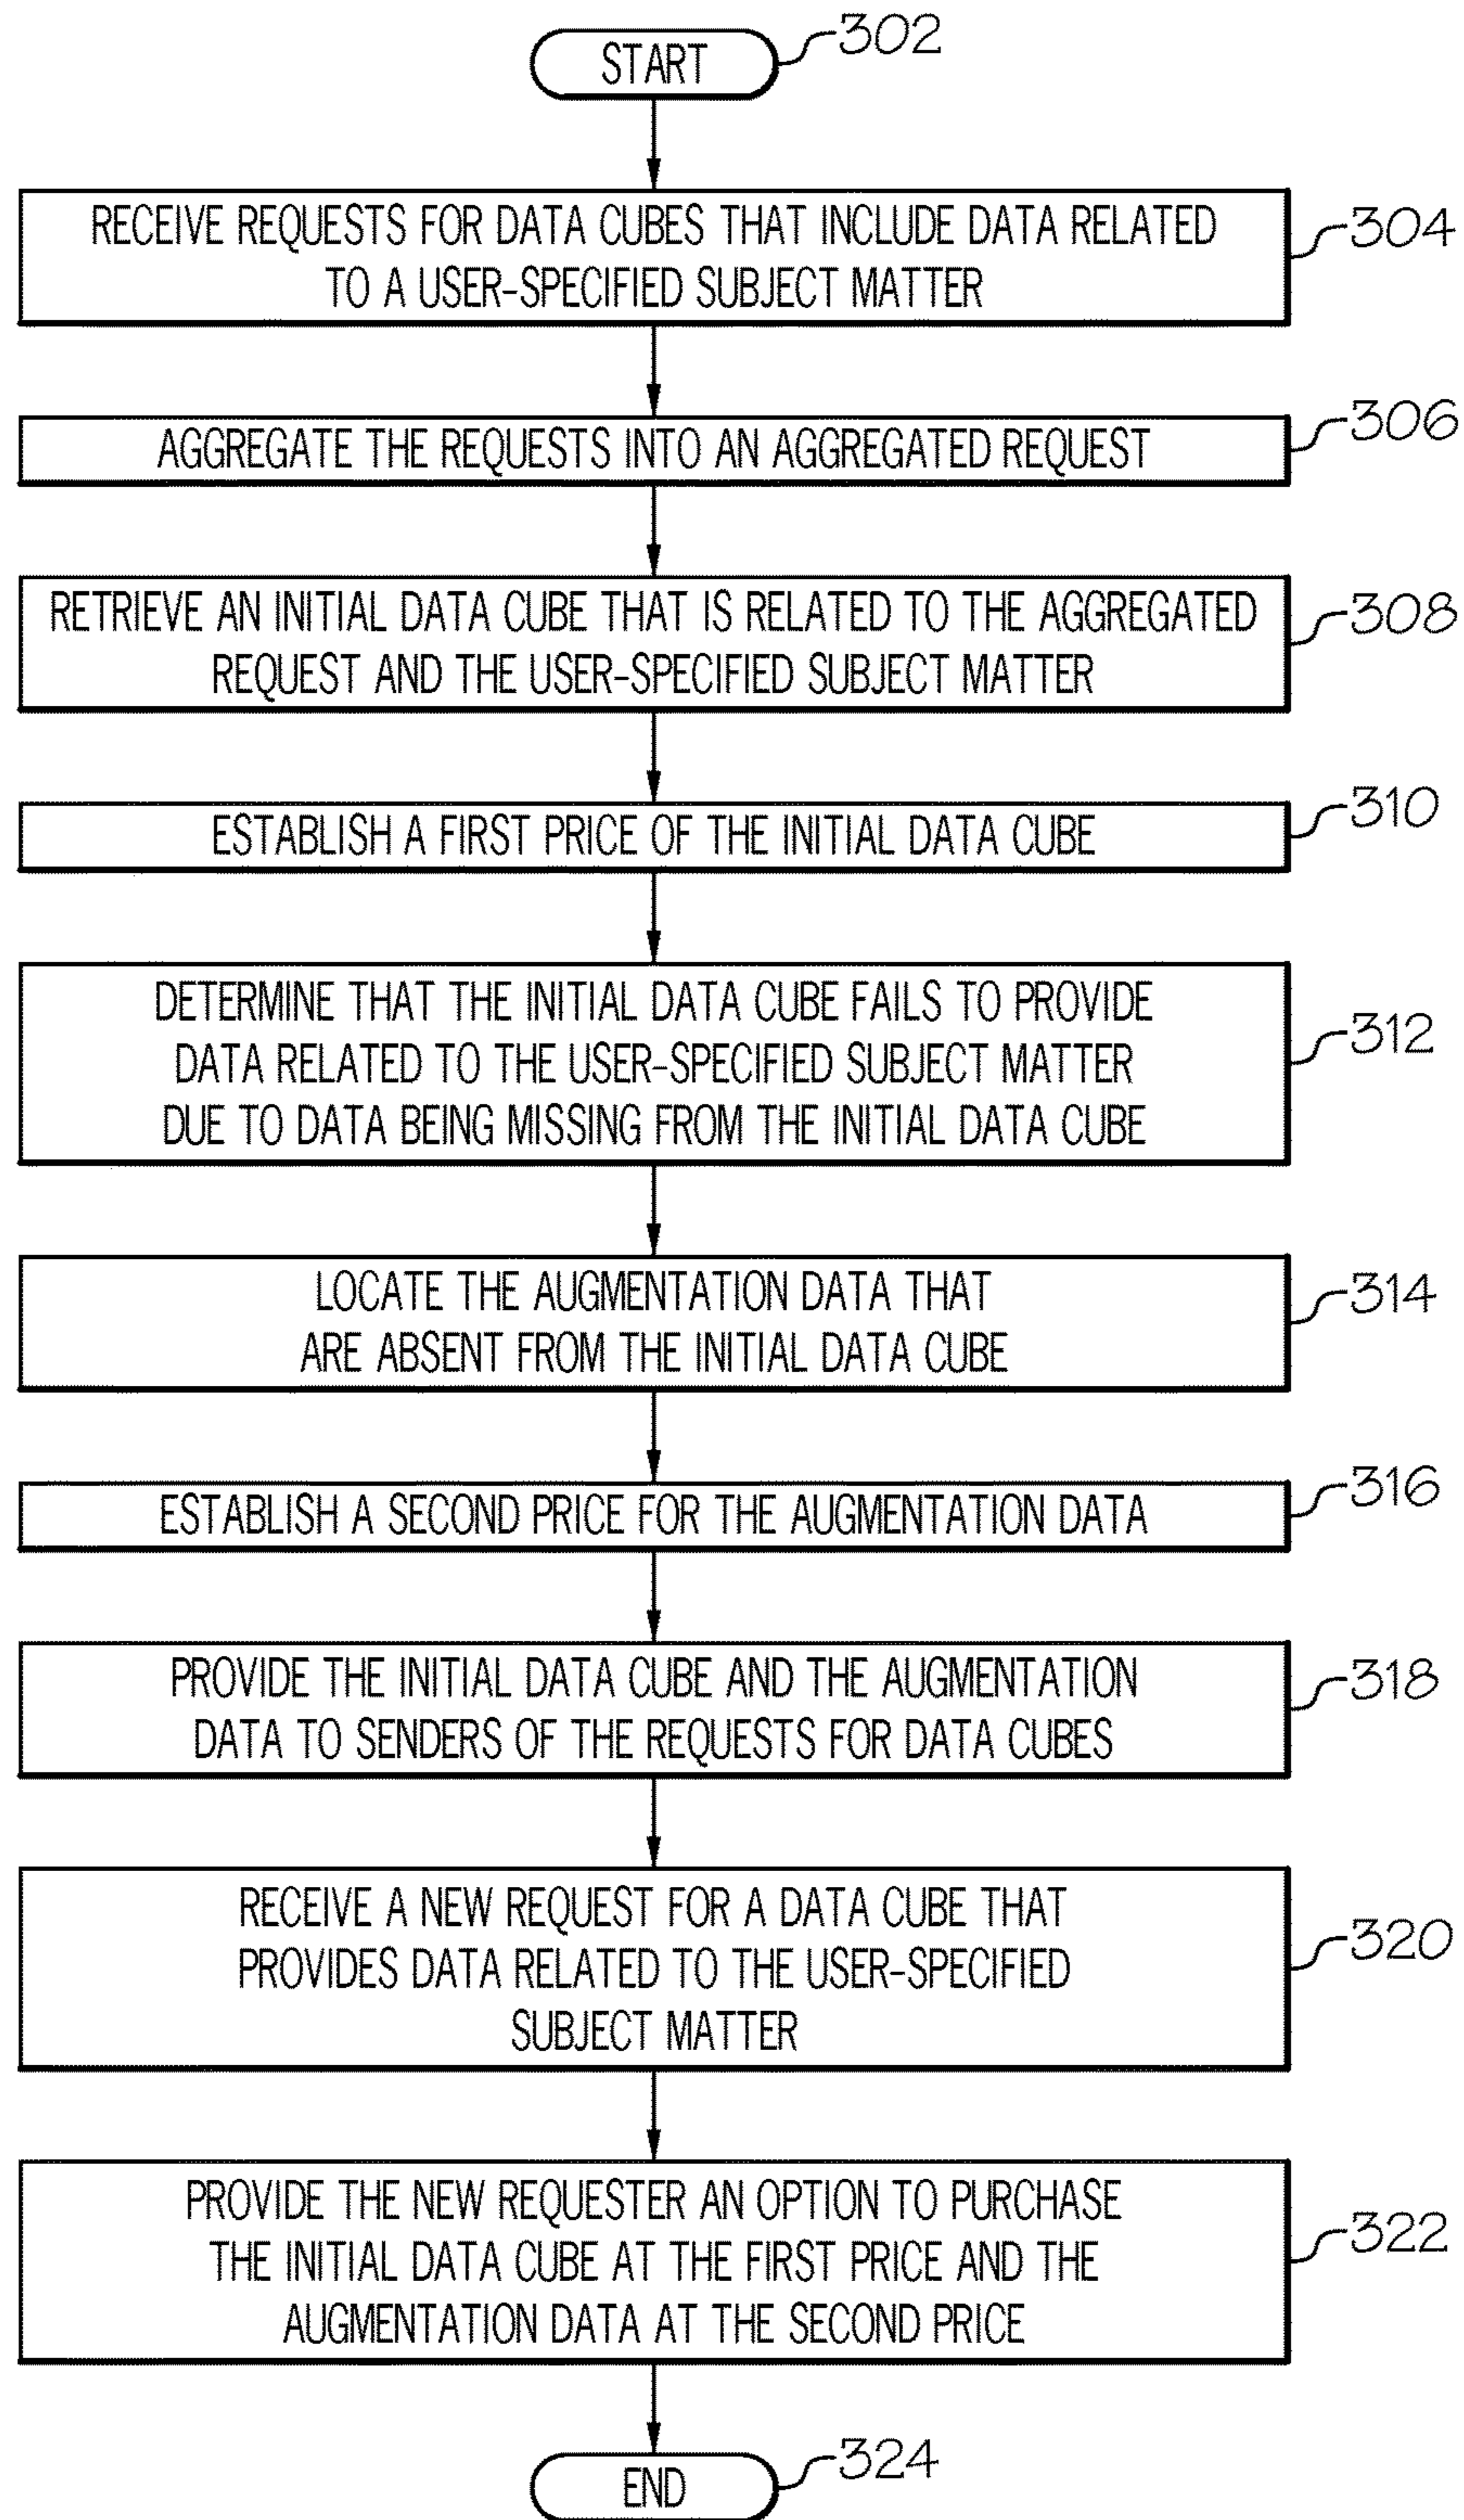 START
302
RECEIVE REQUESTS FOR DATA CUBES THAT INCLUDE DATA RELATED
TO A USER-SPECIFIED SUBJECT MATTER
304
AGGREGATE THE REQUESTS INTO AN AGGREGATED REQUEST
306
RETRIEVE AN INITIAL DATA CUBE THAT IS RELATED TO THE AGGREGATED
REQUEST AND THE USER-SPECIFIED SUBJECT MATTER
308
ESTABLISH A FIRST PRICE OF THE INITIAL DATA CUBE
310
DETERMINE THAT THE INITIAL DATA CUBE FAILS TO PROVIDE
DATA RELATED TO THE USER-SPECIFIED SUBJECT MATTER
DUE TO DATA BEING MISSING FROM THE INITIAL DATA CUBE
312
LOCATE THE AUGMENTATION DATA THAT
ARE ABSENT FROM THE INITIAL DATA CUBE
314
ESTABLISH A SECOND PRICE FOR THE AUGMENTATION DATA
316
PROVIDE THE INITIAL DATA CUBE AND THE AUGMENTATION
DATA TO SENDERS OF THE REQUESTS FOR DATA CUBES
318
RECEIVE A NEW REQUEST FOR A DATA CUBE THAT
PROVIDES DATA RELATED TO THE USER-SPECIFIED
SUBJECT MATTER
320
PROVIDE THE NEW REQUESTER AN OPTION TO PURCHASE
THE INITIAL DATA CUBE AT THE FIRST PRICE AND THE
AUGMENTATION DATA AT THE SECOND PRICE
322
END
324